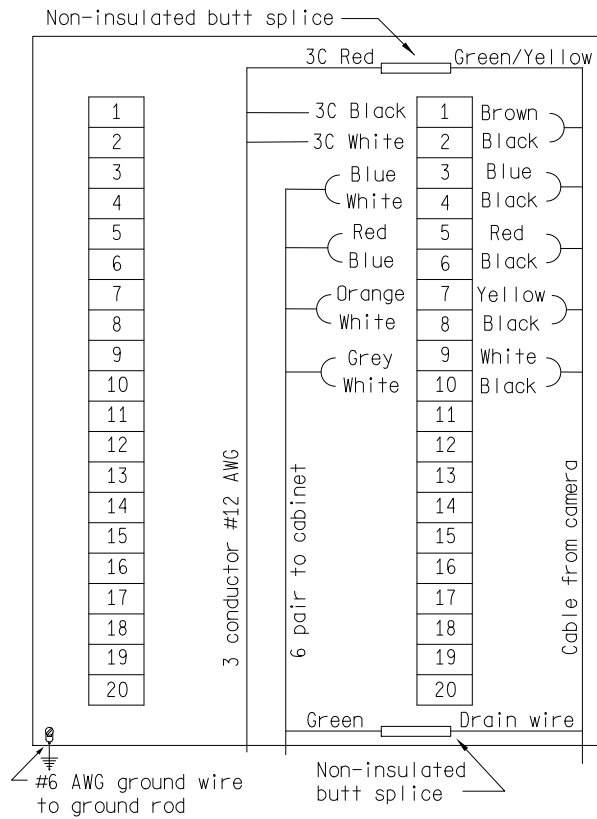 Non-insulated butt splice
3C Red Green/Yellow
1 3C Black 1 Brown
2 3C White 2 Black
3 Blue 3 Blue
4 White 4 Black
5 Red 5 Red
6 Blue 6 Black
7 Orange 7 Yellow
8 White 8 Black
9 Grey 9 White
10 White 10 Black
11 11
12 12
13 13
14 14
15 15
16 16
17 17
18 18
19 19
20 20
3 conductor #12 AWG
6 pair to cabinet
Cable from camera
Green Drain wire
#6 AWG ground wire
to ground rod
Non-insulated
butt splice